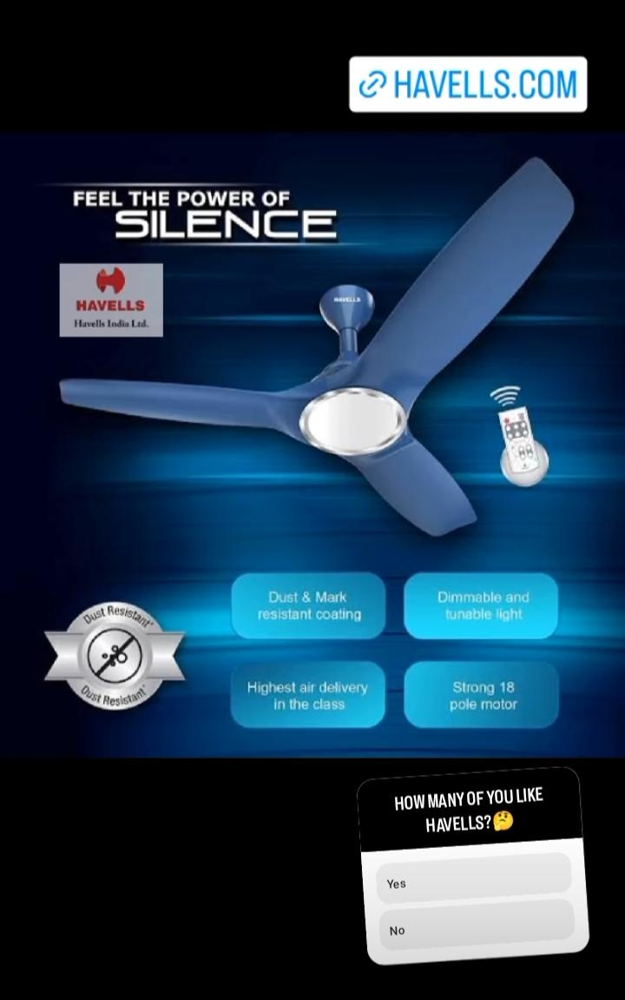 HAVELLS.COM
FEEL THE POWER OF
SILENCE
HAVELLS
Havells India Ltd.
HAVELLS
Dust Resistant*
Dust Resistant*
Dust & Mark
resistant coating
Dimmable and
tunable light
Highest air delivery
in the class
Strong 18
pole motor
HOW MANY OF YOU LIKE
HAVELLS?🤔
Yes
No